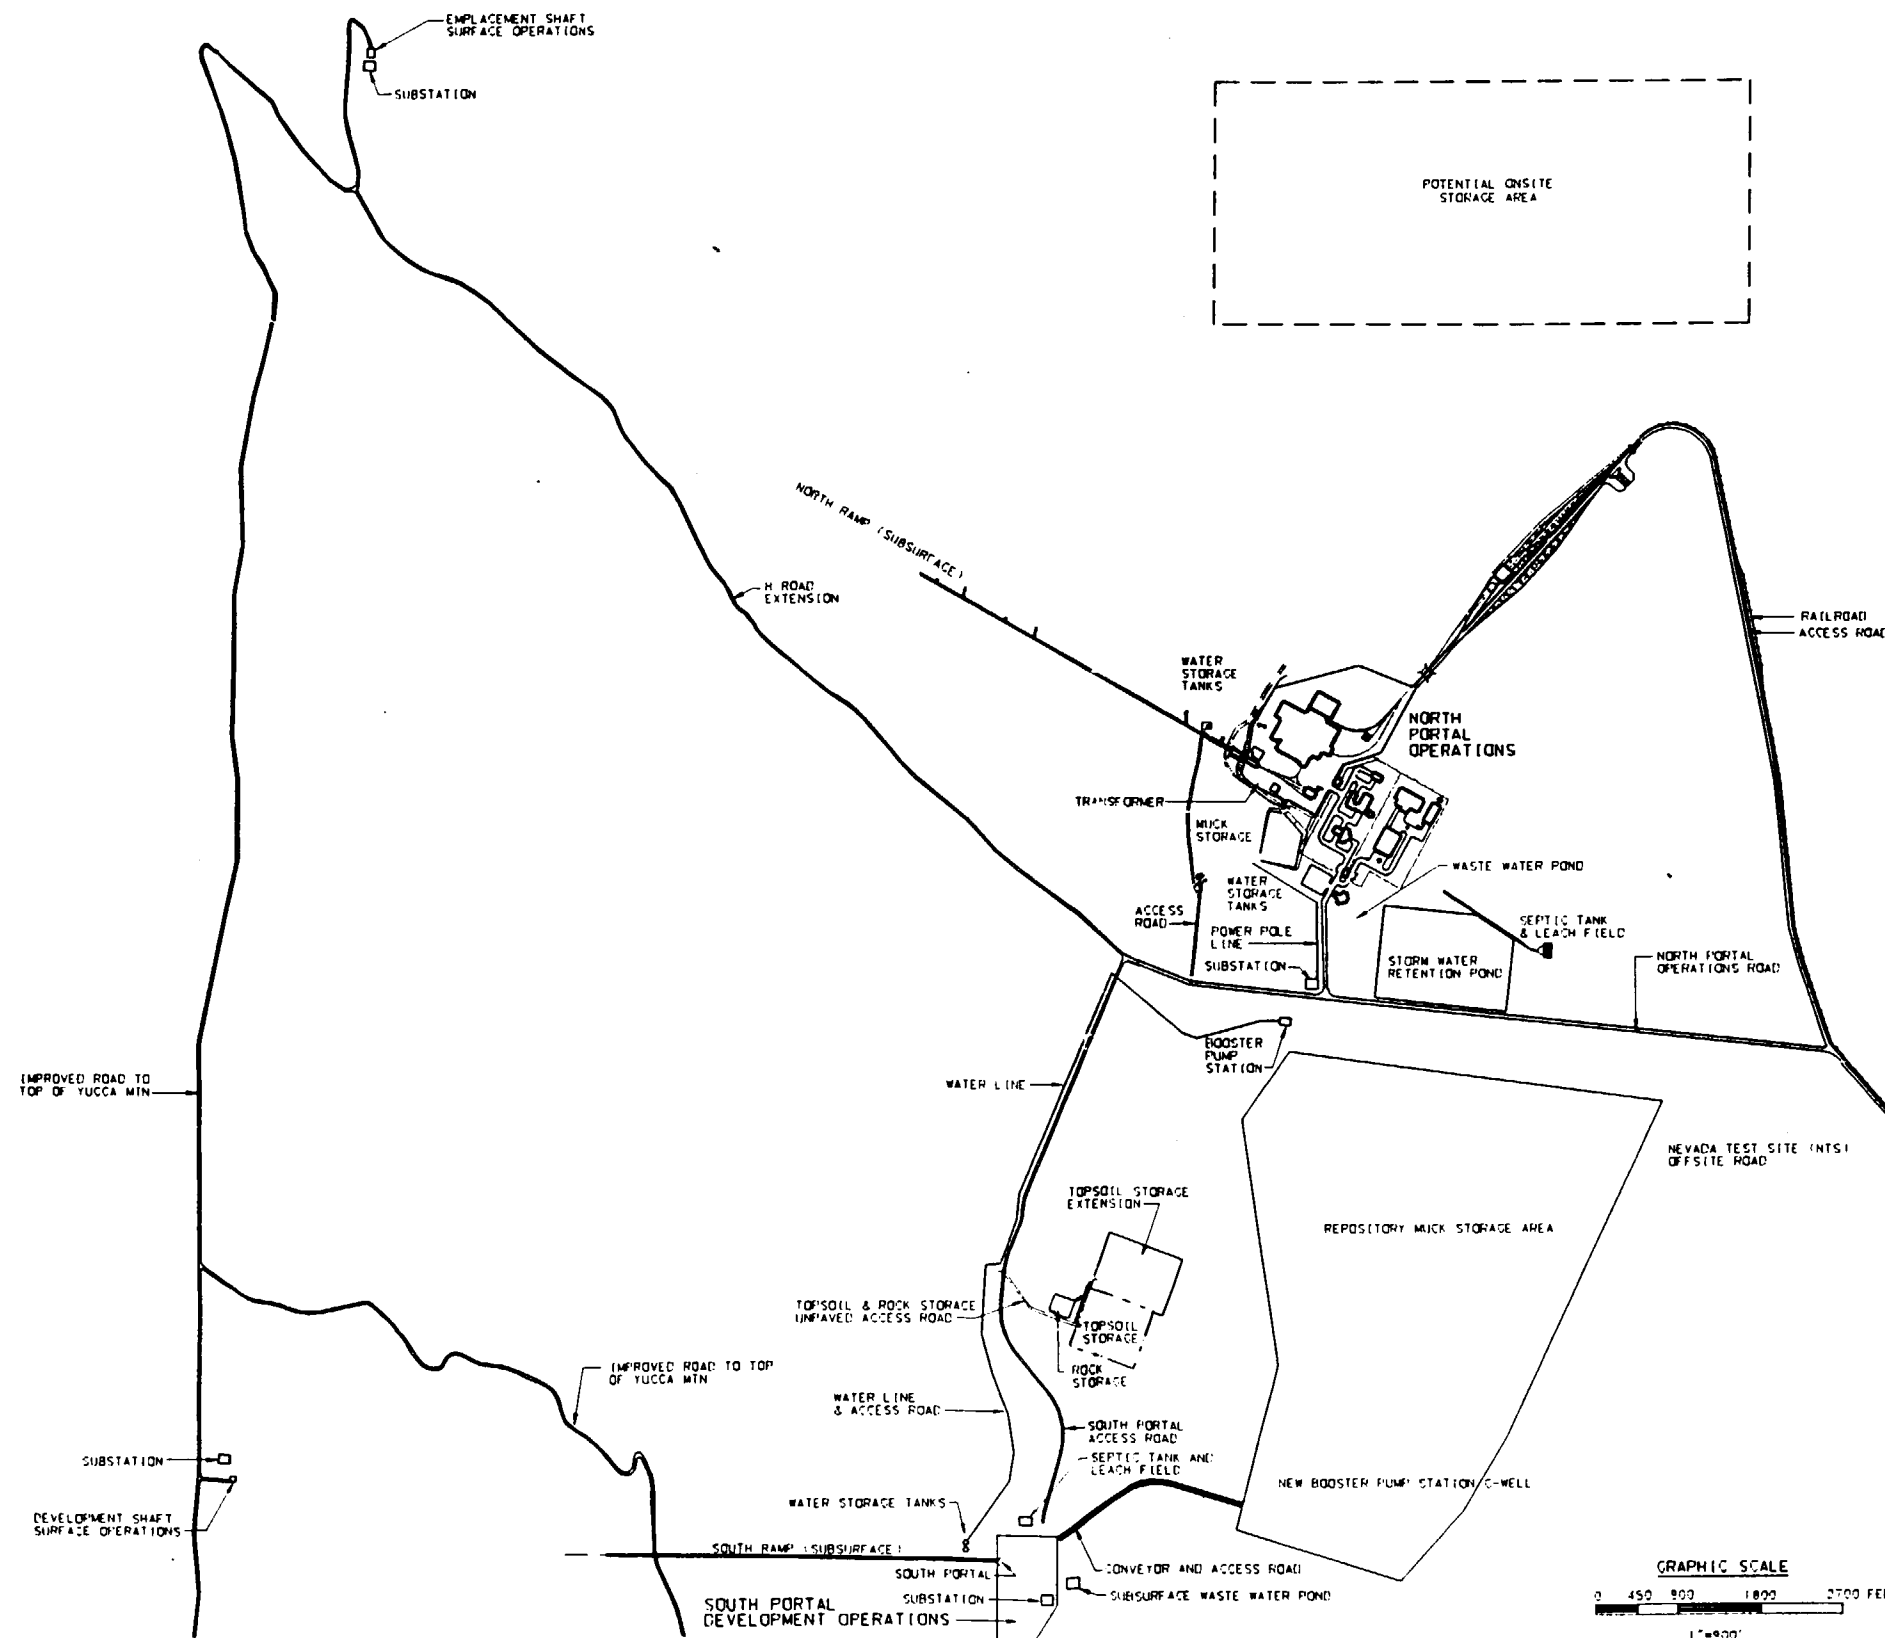 EMPLACEMENT SHAFT
SURFACE OPERATIONS
SUBSTATION
POTENTIAL ONSITE
STORAGE AREA
NORTH RAMP (SUBSURFACE)
H ROAD
EXTENSION
RAILROAD
ACCESS ROAD
WATER
STORAGE
TANKS
NORTH
PORTAL
OPERATIONS
TRANSFORMER
MUCK
STORAGE
WASTE WATER POND
WATER
STORAGE
TANKS
ACCESS
ROAD
POWER POLE
LINE
SUBSTATION
SEPTIC TANK
& LEACH FIELD
STORM WATER
RETENTION POND
NORTH PORTAL
OPERATIONS ROAD
BOOSTER
PUMP
STATION
IMPROVED ROAD TO
TOP OF YUCCA MTN
WATER LINE
NEVADA TEST SITE (NTS)
OFFSITE ROAD
TOPSOIL STORAGE
EXTENSION
REPOSITORY MUCK STORAGE AREA
TOPSOIL & ROCK STORAGE
UNPAVED ACCESS ROAD
TOPSOIL
STORAGE
ROCK
STORAGE
IMPROVED ROAD TO TOP
OF YUCCA MTN
WATER LINE
& ACCESS ROAD
SOUTH PORTAL
ACCESS ROAD
SUBSTATION
SEPTIC TANK AND
LEACH FIELD
NEW BOOSTER PUMP STATION C-WELL
WATER STORAGE TANKS
DEVELOPMENT SHAFT
SURFACE OPERATIONS
SOUTH RAMP (SUBSURFACE)
SOUTH PORTAL
CONVEYOR AND ACCESS ROAD
SUBSTATION
SUBSURFACE WASTE WATER POND
SOUTH PORTAL
DEVELOPMENT OPERATIONS
GRAPHIC SCALE
0 450 900 1800 2700 FE
1"=900'